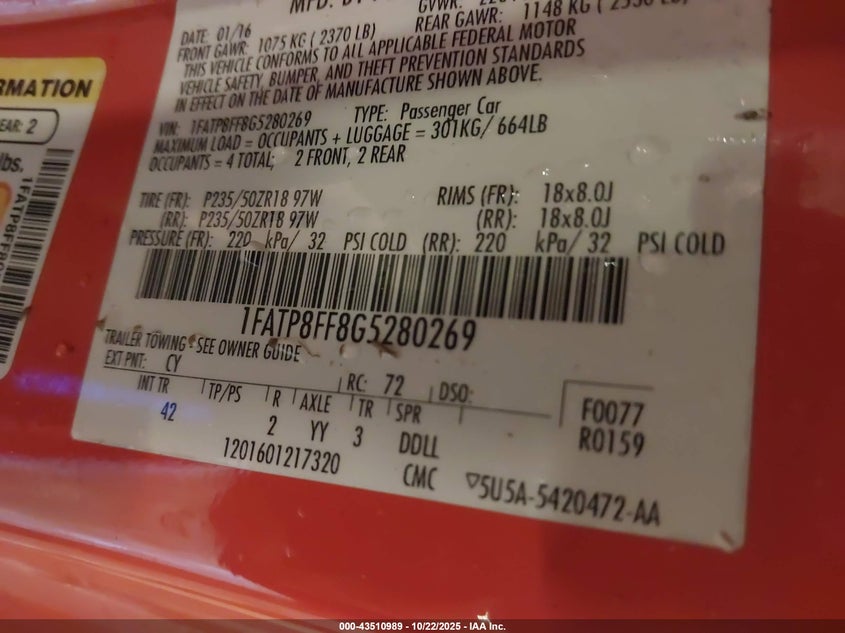 MFD. BY
GVWR:
DATE: 01/16
REAR GAWR: 1148 KG
FRONT GAWR: 1075 KG ( 2370 LB)
THIS VEHICLE CONFORMS TO ALL APPLICABLE FEDERAL MOTOR
VEHICLE SAFETY, BUMPER, AND THEFT PREVENTION STANDARDS
IN EFFECT ON THE DATE OF MANUFACTURE SHOWN ABOVE.
VIN: 1FATP8FF8G5280269 TYPE: Passenger Car
MAXIMUM LOAD = OCCUPANTS + LUGGAGE = 301KG/ 664LB
OCCUPANTS = 4 TOTAL; 2 FRONT, 2 REAR
TIRE (FR): P235/50ZR18 97W RIMS (FR): 18x8.0J
(RR): P235/50ZR18 97W (RR): 18x8.0J
PRESSURE (FR): 220 kPa/ 32 PSI COLD (RR): 220 kPa/ 32 PSI COLD
1FATP8FF8G5280269
TRAILER TOWING - SEE OWNER GUIDE
EXT PNT: CY RC: 72 DSO:
INT TR TP/PS R AXLE TR SPR F0077
42 2 YY 3 DDLL R0159
1201601217320 CMC ▽5U5A-5420472-AA
RMATION
EAR: 2
lbs.
000-43510989 - 10/22/2025 - IAA Inc.